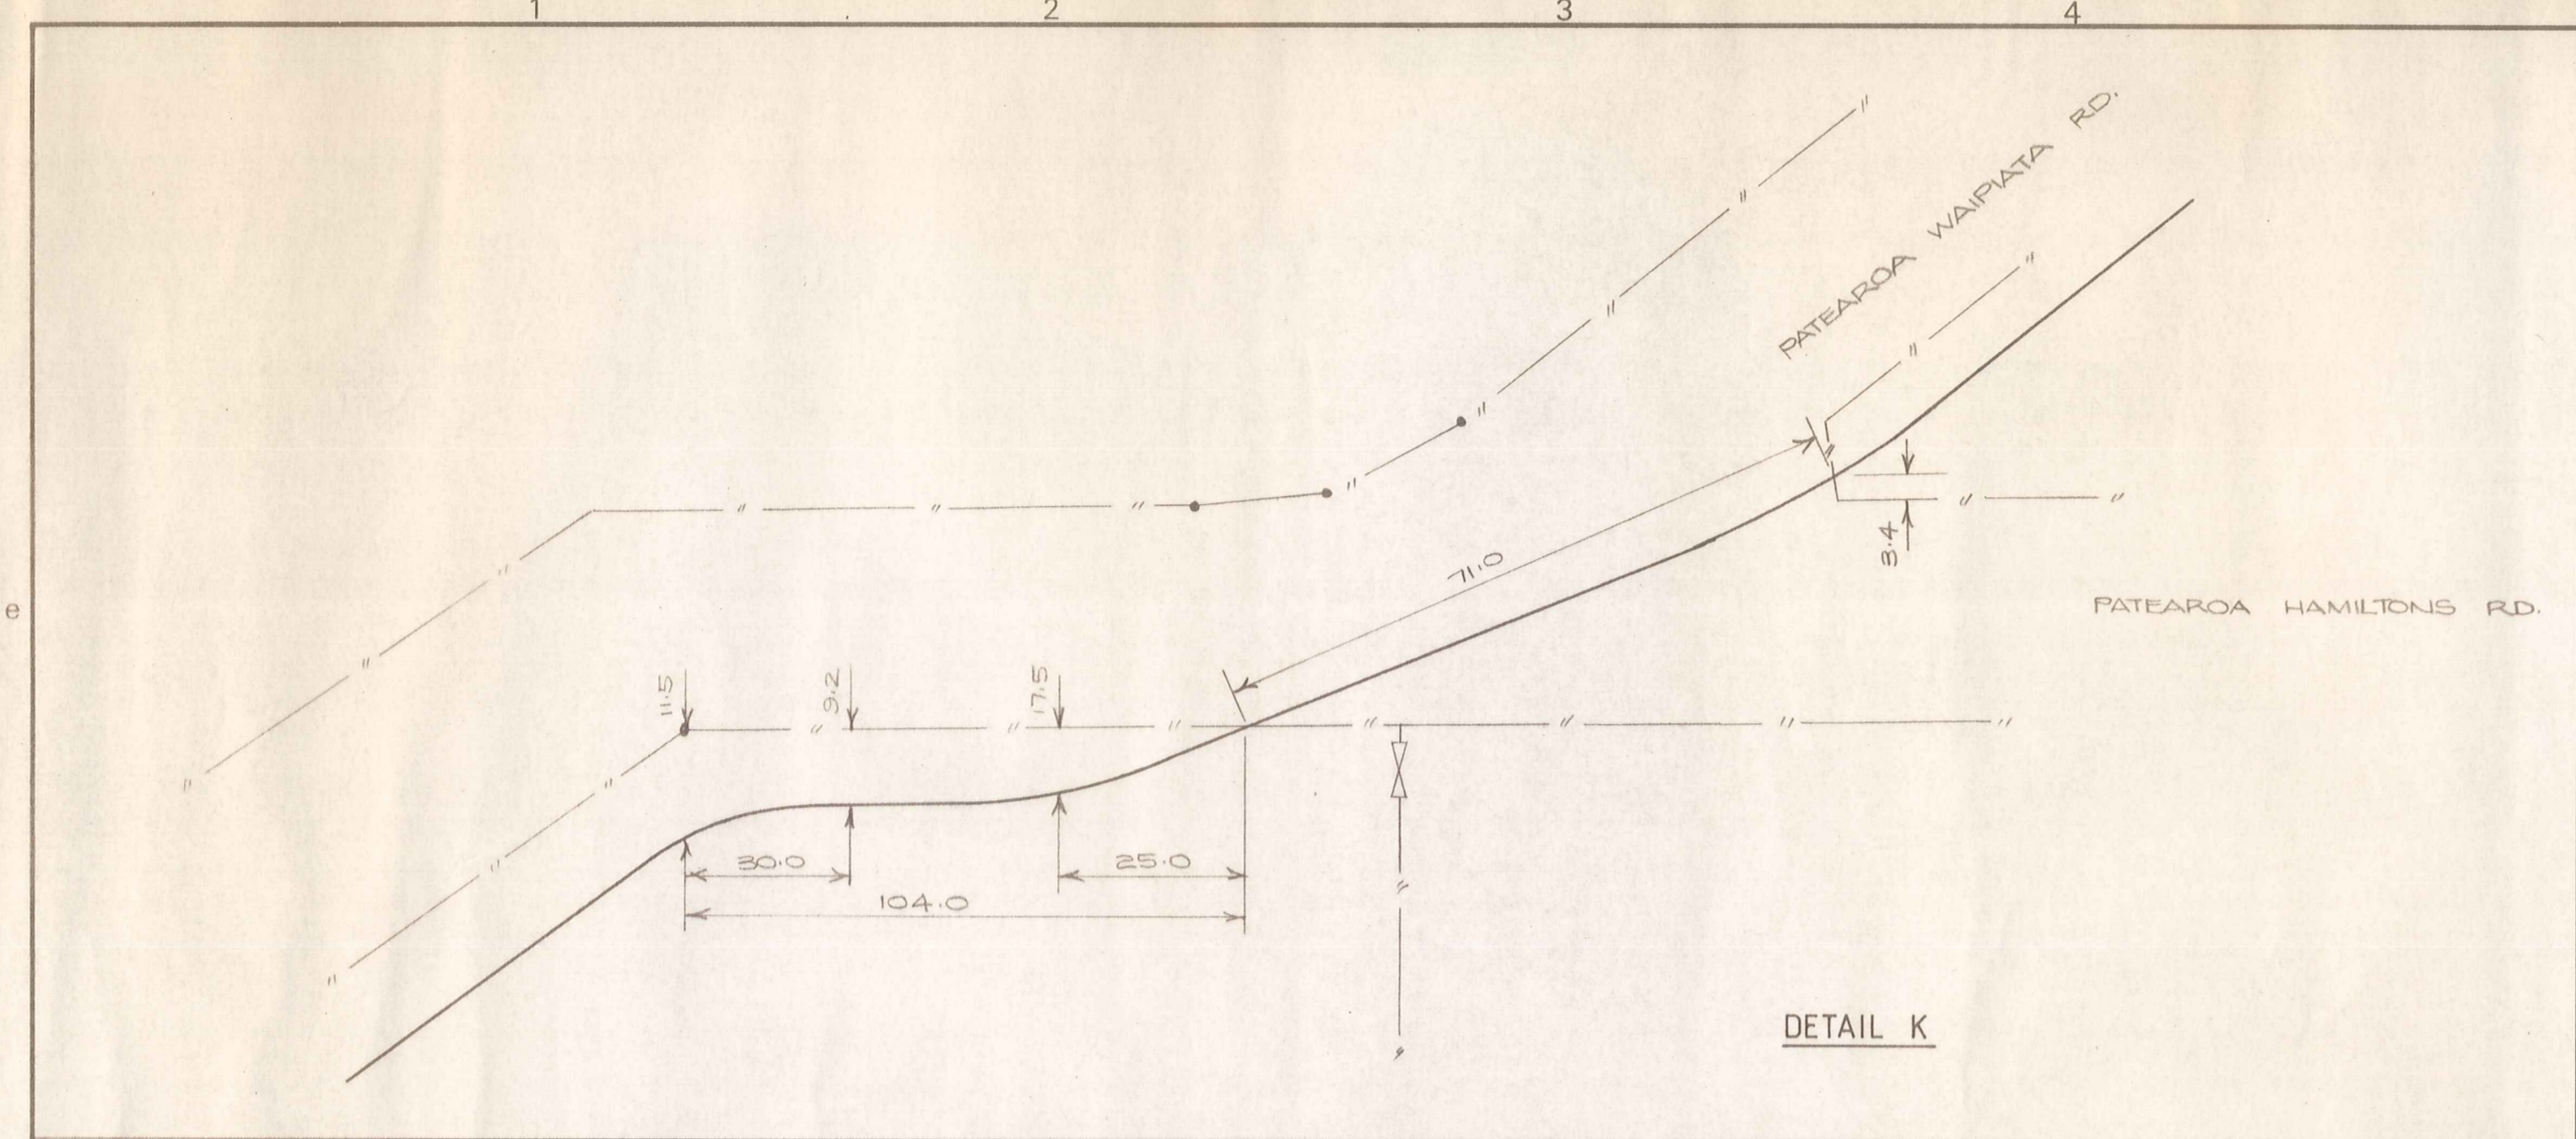 1 2 3 4
PATEAROA WAIPIATA RD.
71.0
3.4
e
PATEAROA HAMILTONS RD.
11.5
9.2
17.5
30.0
25.0
104.0
DETAIL K